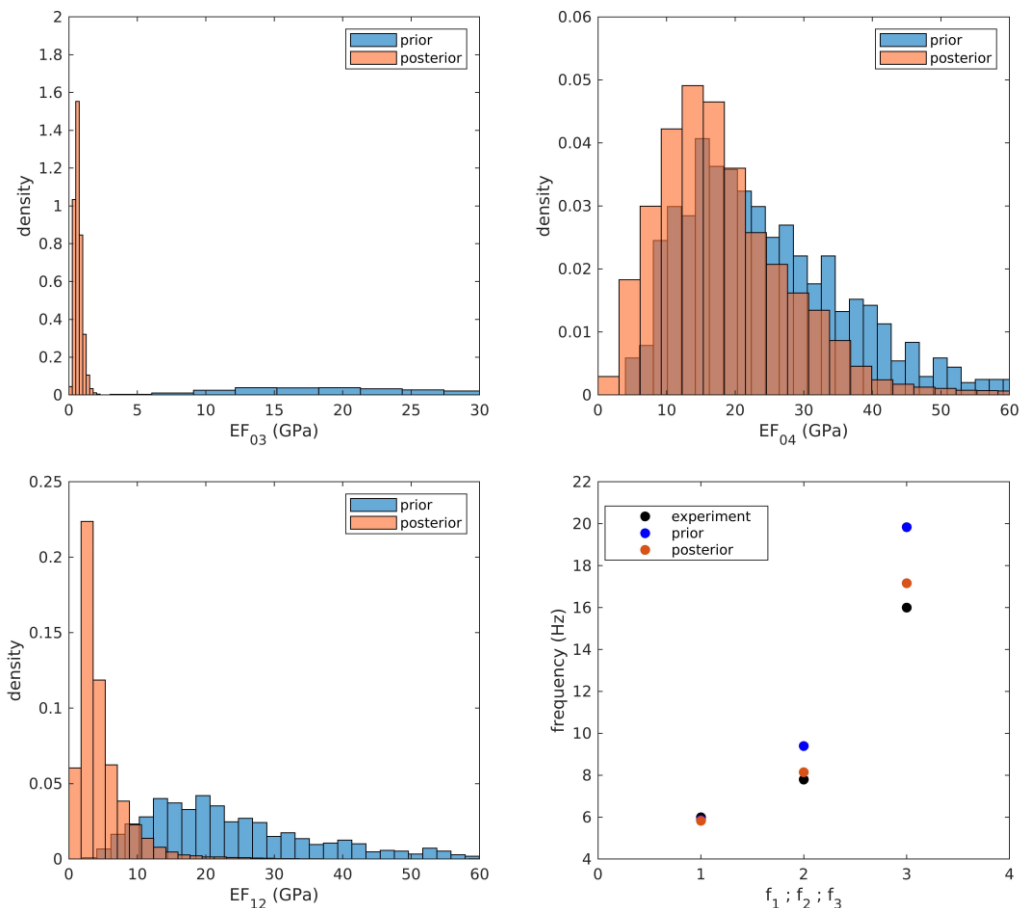 2
1.8
1.6
1.4
1.2
1
0.8
0.6
0.4
0.2
0
density
prior
posterior
0 5 10 15 20 25 30
EF03 (GPa)
0.06
0.05
0.04
0.03
0.02
0.01
0
density
prior
posterior
0 10 20 30 40 50 60
EF04 (GPa)
0.25
0.2
0.15
0.1
0.05
0
density
prior
posterior
0 10 20 30 40 50 60
EF12 (GPa)
22
20
18
16
14
12
10
8
6
4
frequency (Hz)
experiment
prior
posterior
0 1 2 3 4
f1 ; f2 ; f3